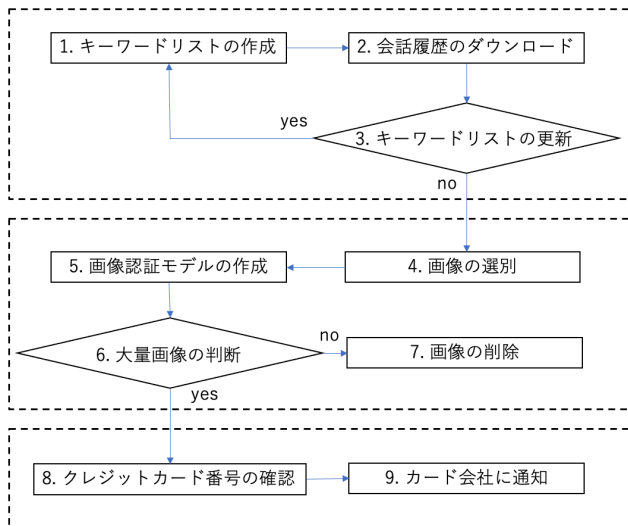 1. キーワードリストの作成
2. 会話履歴のダウンロード
yes
3. キーワードリストの更新
no
5. 画像認証モデルの作成
4. 画像の選別
6. 大量画像の判断
no
7. 画像の削除
yes
8. クレジットカード番号の確認
9. カード会社に通知